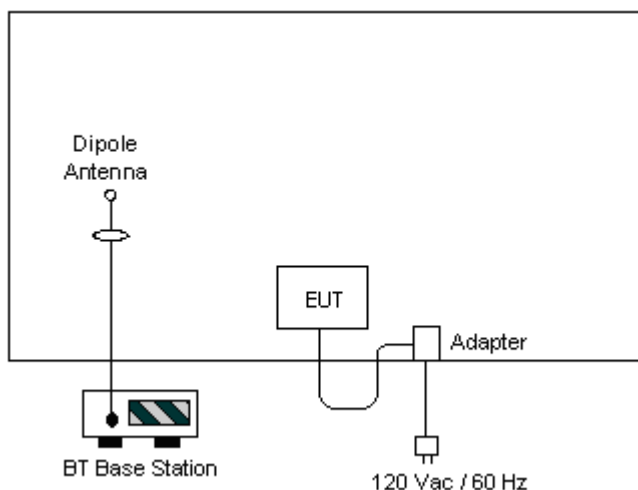 Dipole
Antenna
EUT
Adapter
BT Base Station
120 Vac / 60 Hz